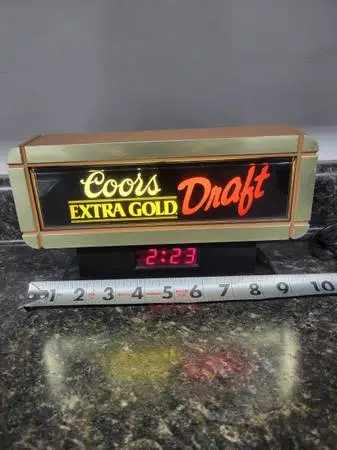 Coors
EXTRA GOLD
Draft
2:23
1 2 3 4 5 6 7 8 9 10